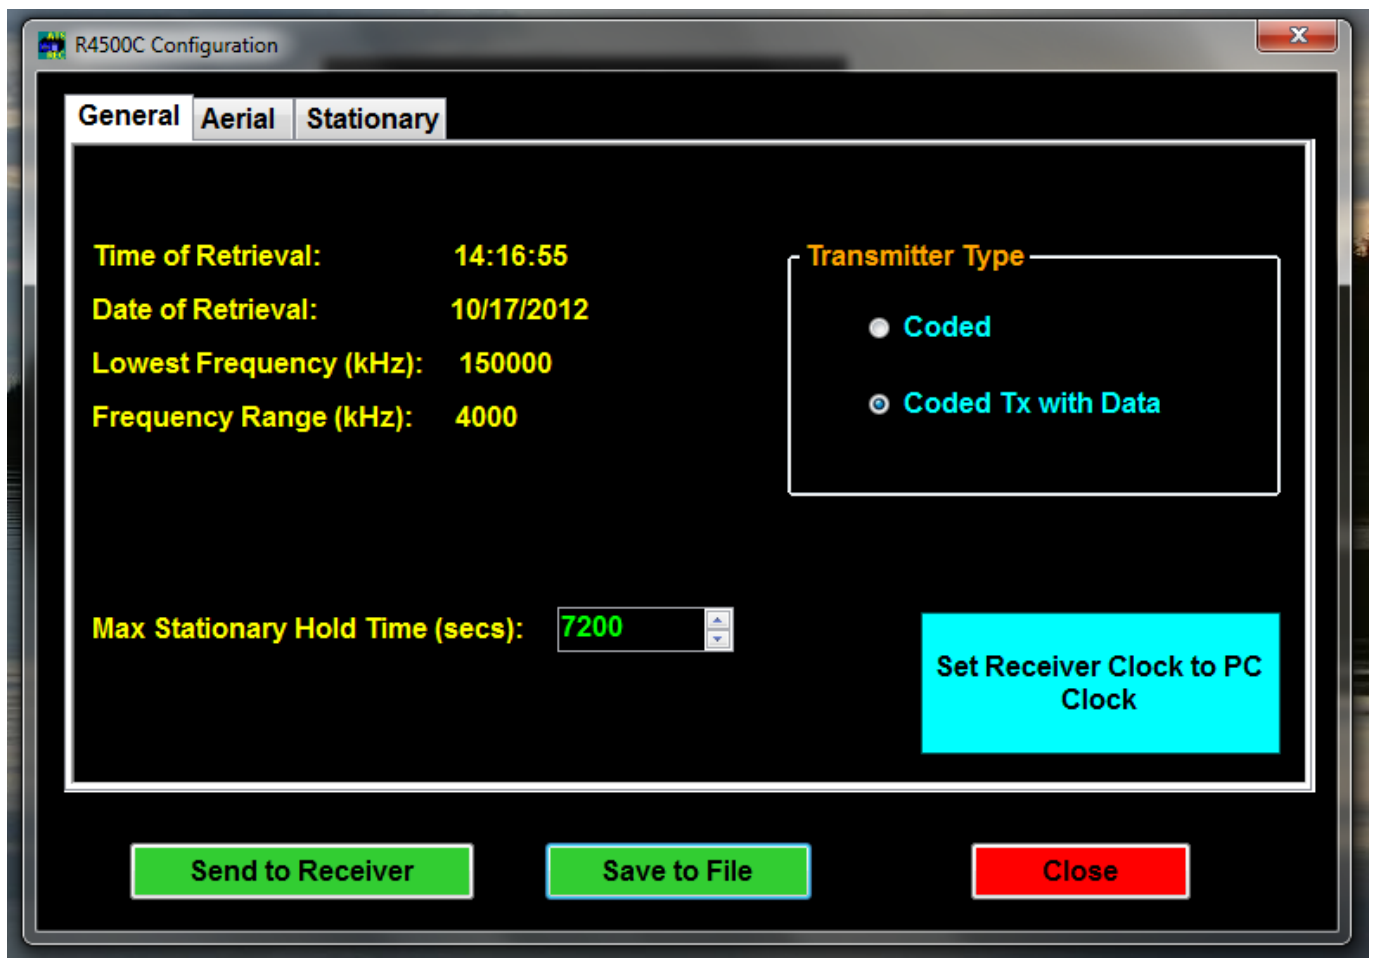 R4500C Configuration
X
General Aerial Stationary
Time of Retrieval: 14:16:55
Date of Retrieval: 10/17/2012
Lowest Frequency (kHz): 150000
Frequency Range (kHz): 4000
Transmitter Type
Coded
Coded Tx with Data
Max Stationary Hold Time (secs): 7200
Set Receiver Clock to PC
Clock
Send to Receiver Save to File Close